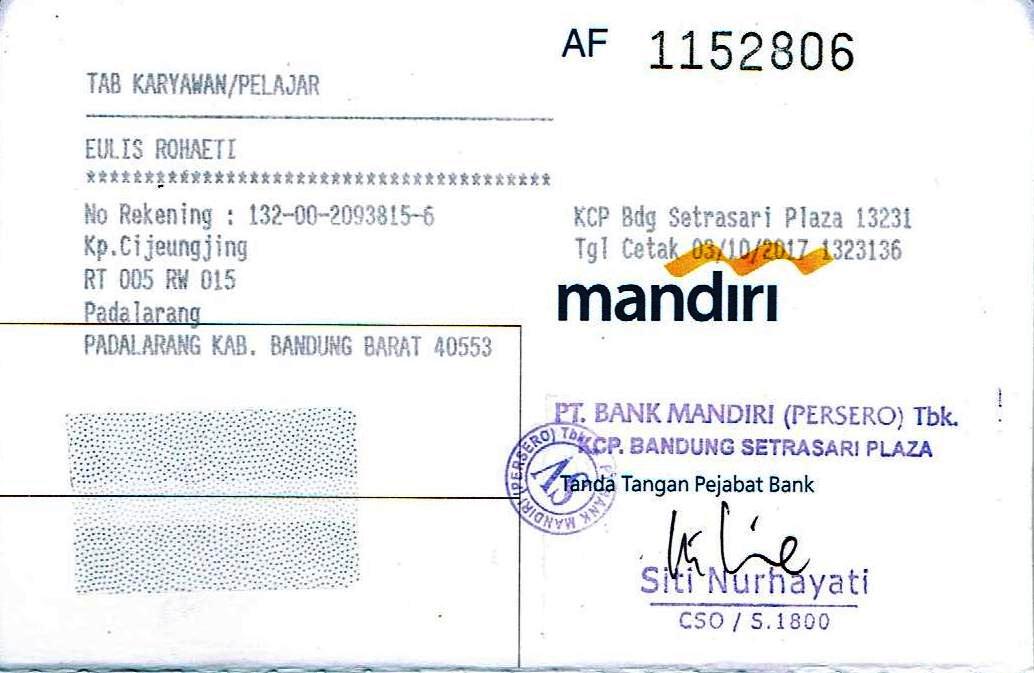 AF 1152806
TAB KARYAWAN/PELAJAR
EULIS ROHAETI
****************************************
No Rekening : 132-00-2093815-6
Kp.Cijeungjing
RT 005 RW 015
Padalarang
PADALARANG KAB. BANDUNG BARAT 40553
KCP Bdg Setrasari Plaza 13231
Tgl Cetak 03/10/2017 1323136
mandiri
PT. BANK MANDIRI (PERSERO) Tbk.
KCP. BANDUNG SETRASARI PLAZA
PT BANK MANDIRI (PERSERO) Tbk
Tanda Tangan Pejabat Bank
Siti Nurhayati
CSO / S.1800